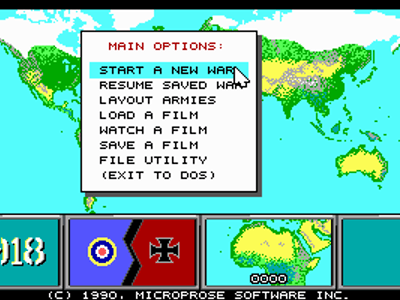 MAIN OPTIONS:
START A NEW WAR
RESUME SAVED WAR
LAYOUT ARMIES
LOAD A FILM
WATCH A FILM
SAVE A FILM
FILE UTILITY
(EXIT TO DOS)
918
0000
(C) 1990, MICROPROSE SOFTWARE INC.